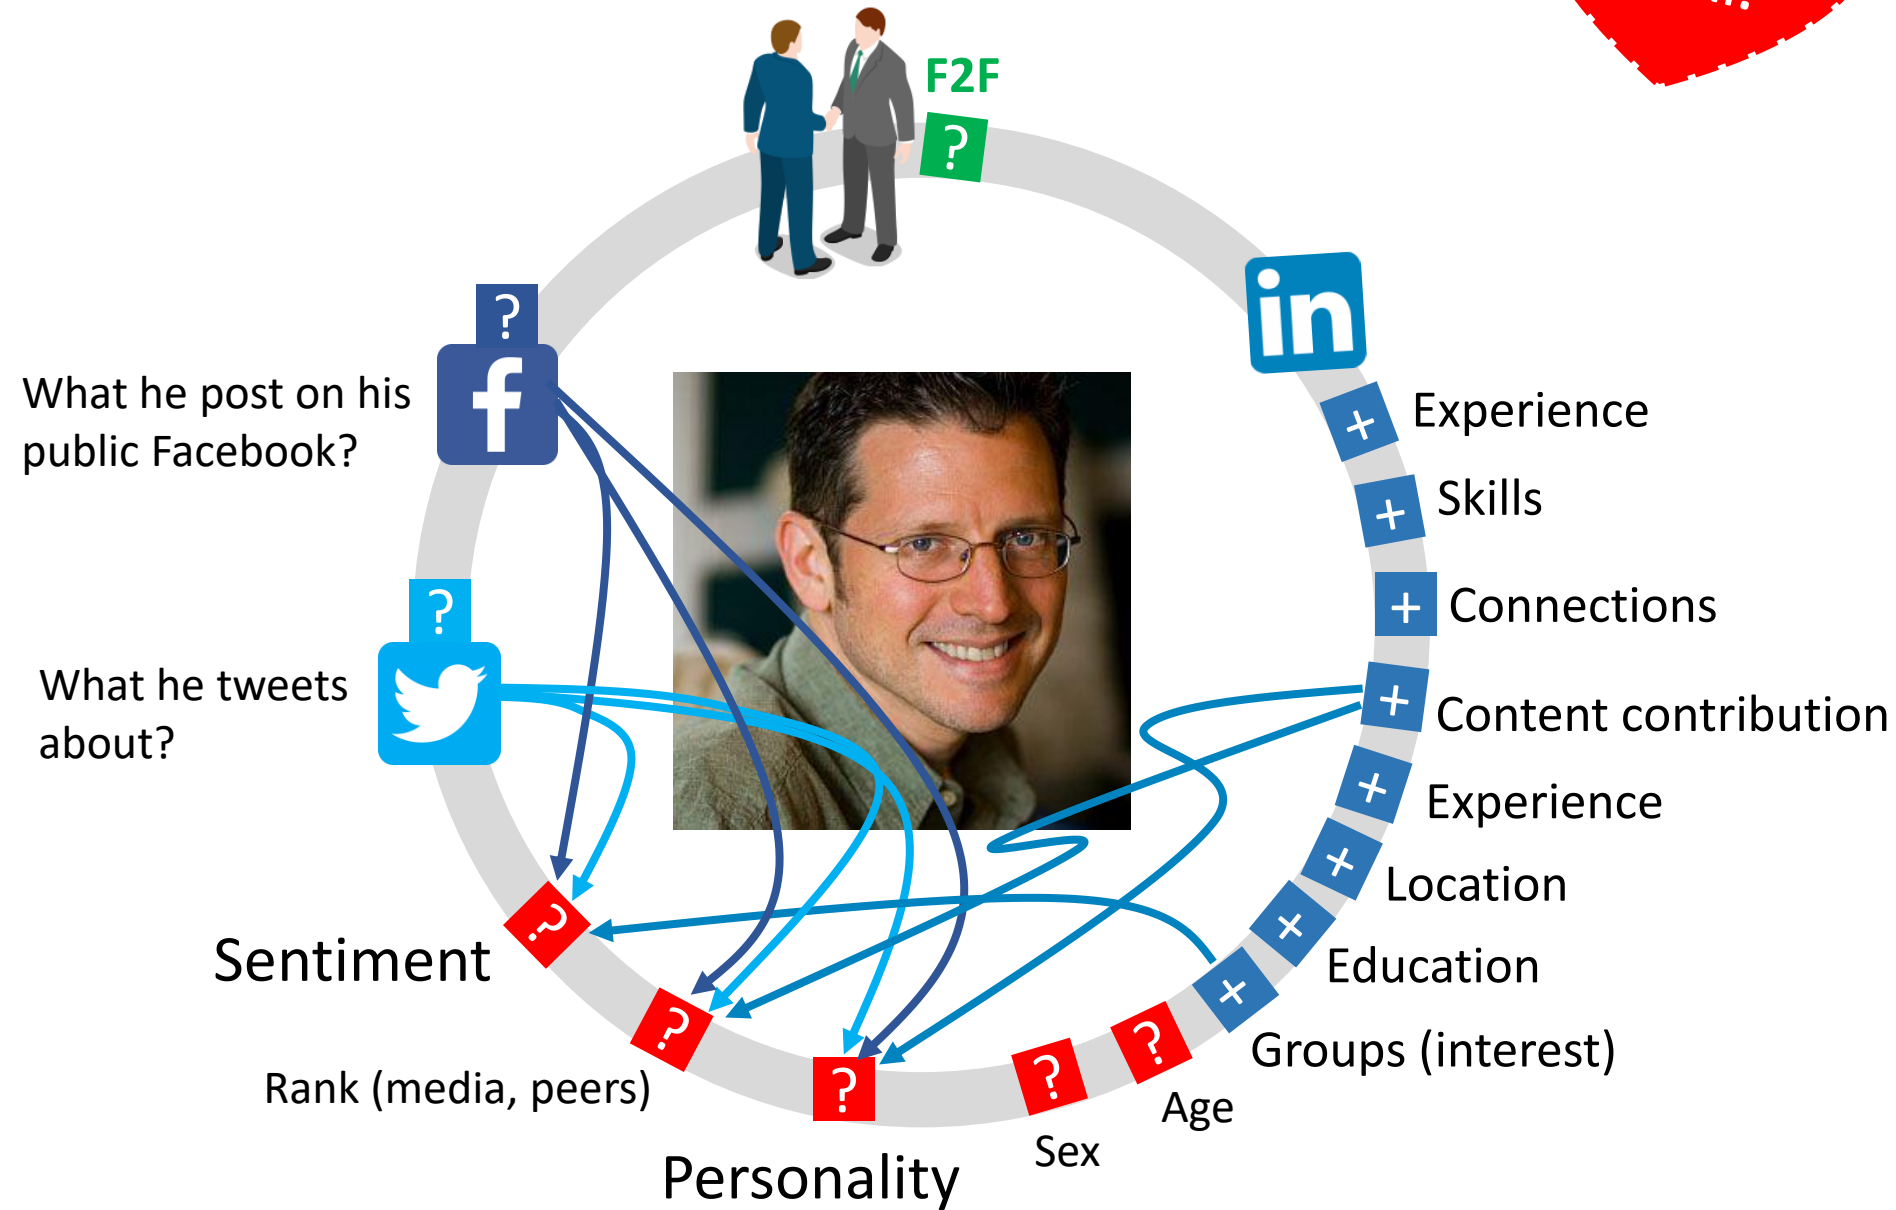 F2F
?
in
?
f
What he post on his
public Facebook?
+
Experience
+
Skills
?
+
Connections
What he tweets
about?
+
Content contribution
+
Experience
+
Location
+
Education
+
Groups (interest)
?
Sentiment
?
Rank (media, peers)
?
Personality
?
Sex
?
Age